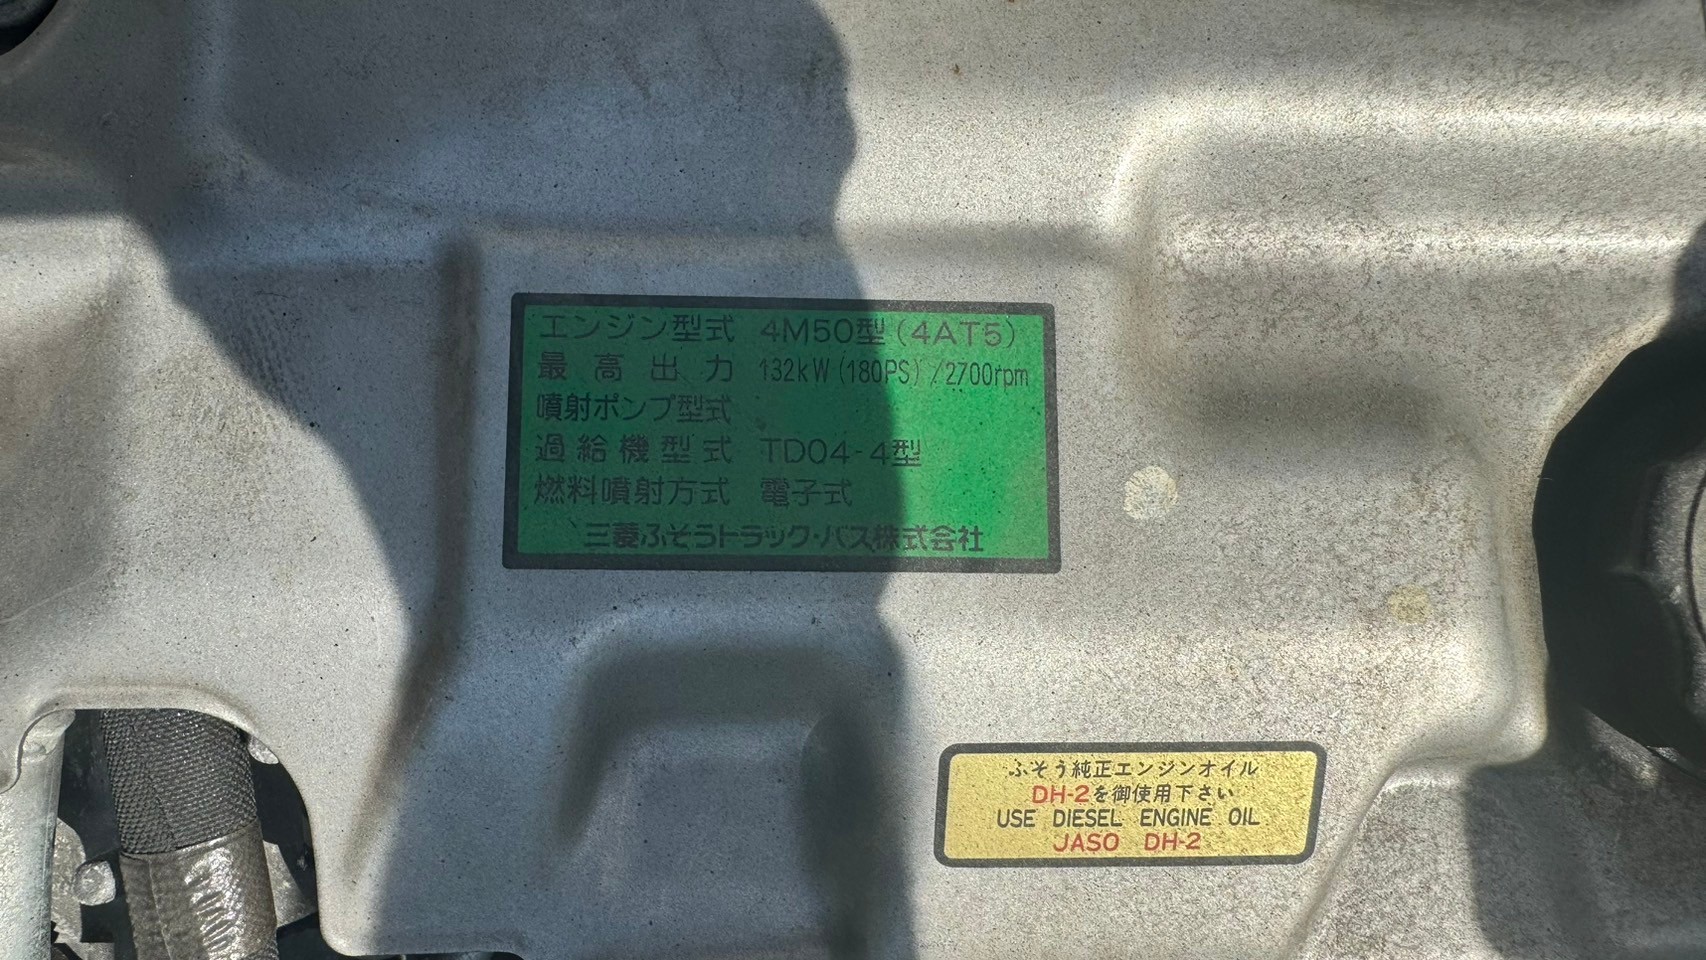 エンジン型式 4M50型(4AT5)
最高出力 132kW(180PS)/2700rpm
噴射ポンプ型式
過給機型式 TD04-4型
燃料噴射方式 電子式
三菱ふそうトラック・バス株式会社
ふそう純正エンジンオイル
DH-2を御使用下さい
USE DIESEL ENGINE OIL
JASO DH-2